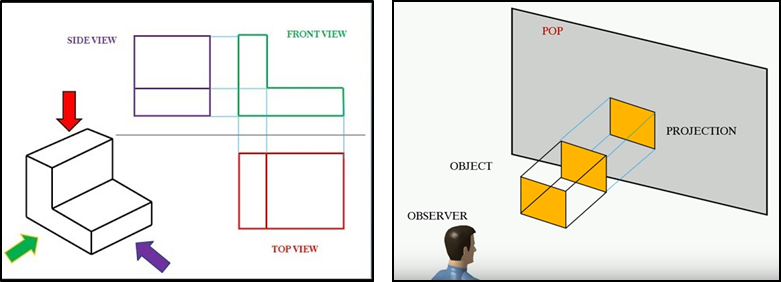 SIDE VIEW
FRONT VIEW
TOP VIEW
POP
PROJECTION
OBJECT
OBSERVER